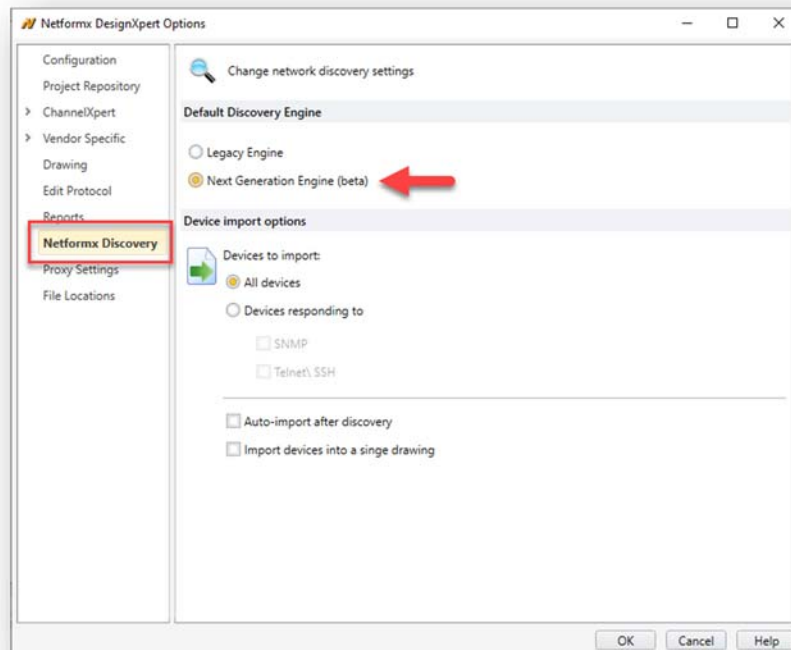 Netformx DesignXpert Options
Configuration
Project Repository
ChannelXpert
Vendor Specific
Drawing
Edit Protocol
Reports
Netformx Discovery
Proxy Settings
File Locations
Change network discovery settings
Default Discovery Engine
Legacy Engine
Next Generation Engine (beta)
Device import options
Devices to import:
All devices
Devices responding to
SNMP
Telnet\ SSH
Auto-import after discovery
Import devices into a singe drawing
OK Cancel Help